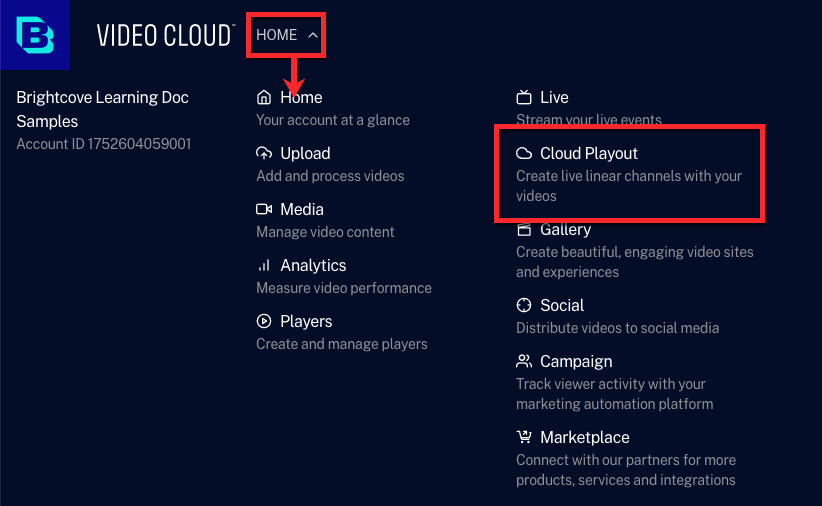 VIDEO CLOUD™ HOME
Brightcove Learning Doc
Samples
Account ID 1752604059001
Home
Your account at a glance
Upload
Add and process videos
Media
Manage video content
Analytics
Measure video performance
Players
Create and manage players
Live
Stream your live events
Cloud Playout
Create live linear channels with your
videos
Gallery
Create beautiful, engaging video sites
and experiences
Social
Distribute videos to social media
Campaign
Track viewer activity with your
marketing automation platform
Marketplace
Connect with our partners for more
products, services and integrations